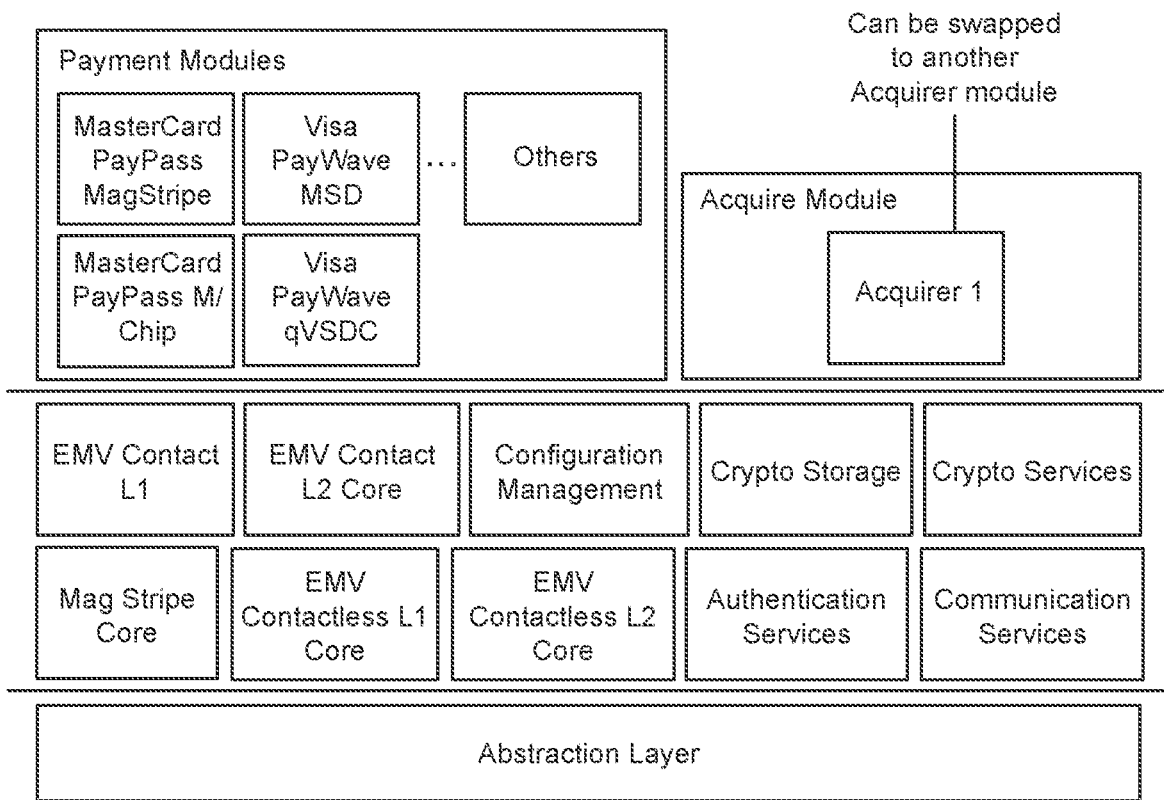 Can be swapped
to another
Acquirer module
Payment Modules
MasterCard
PayPass
MagStripe
Visa
PayWave
MSD
...
Others
MasterCard
PayPass M/
Chip
Visa
PayWave
qVSDC
Acquire Module
Acquirer 1
EMV Contact
L1
EMV Contact
L2 Core
Configuration
Management
Crypto Storage
Crypto Services
Mag Stripe
Core
EMV
Contactless L1
Core
EMV
Contactless L2
Core
Authentication
Services
Communication
Services
Abstraction Layer